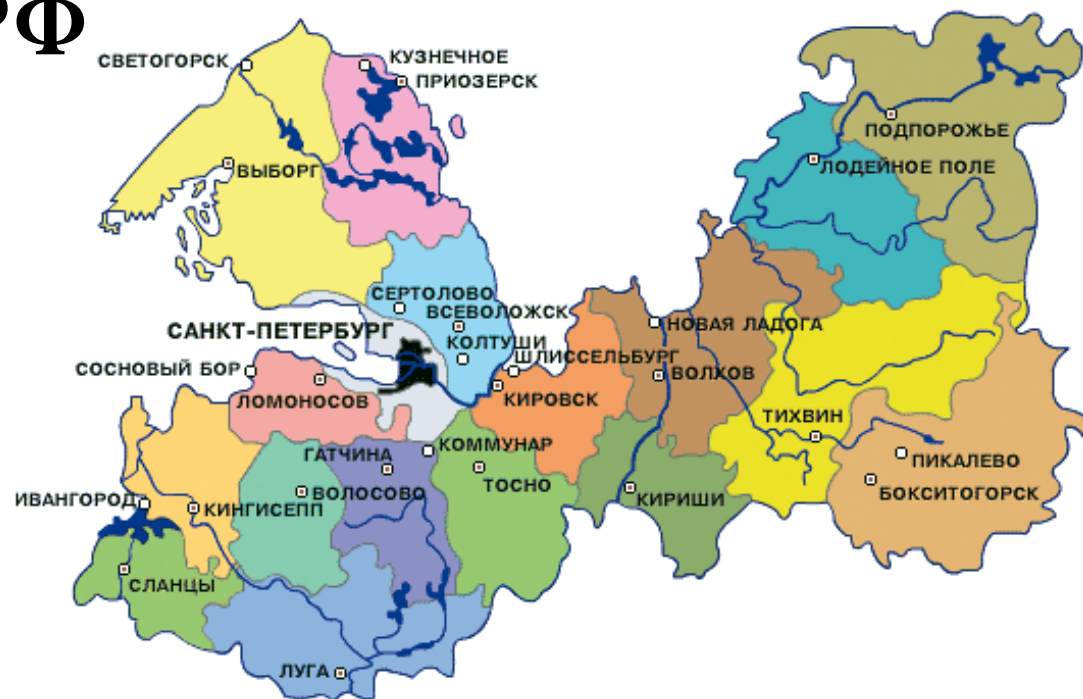 РФ
СВЕТОГОРСК
КУЗНЕЧНОЕ
ПРИОЗЕРСК
ПОДПОРОЖЬЕ
ЛОДЕЙНОЕ ПОЛЕ
ВЫБОРГ
СЕРТОЛОВО
ВСЕВОЛОЖСК
САНКТ-ПЕТЕРБУРГ
НОВАЯ ЛАДОГА
КОЛТУШИ
ШЛИССЕЛЬБУРГ
СОСНОВЫЙ БОР
ВОЛХОВ
ЛОМОНОСОВ
КИРОВСК
ТИХВИН
КОММУНАР
ГАТЧИНА
ПИКАЛЕВО
ТОСНО
ВОЛОСОВО
КИРИШИ
БОКСИТОГОРСК
ИВАНГОРОД
КИНГИСЕПП
СЛАНЦЫ
ЛУГА